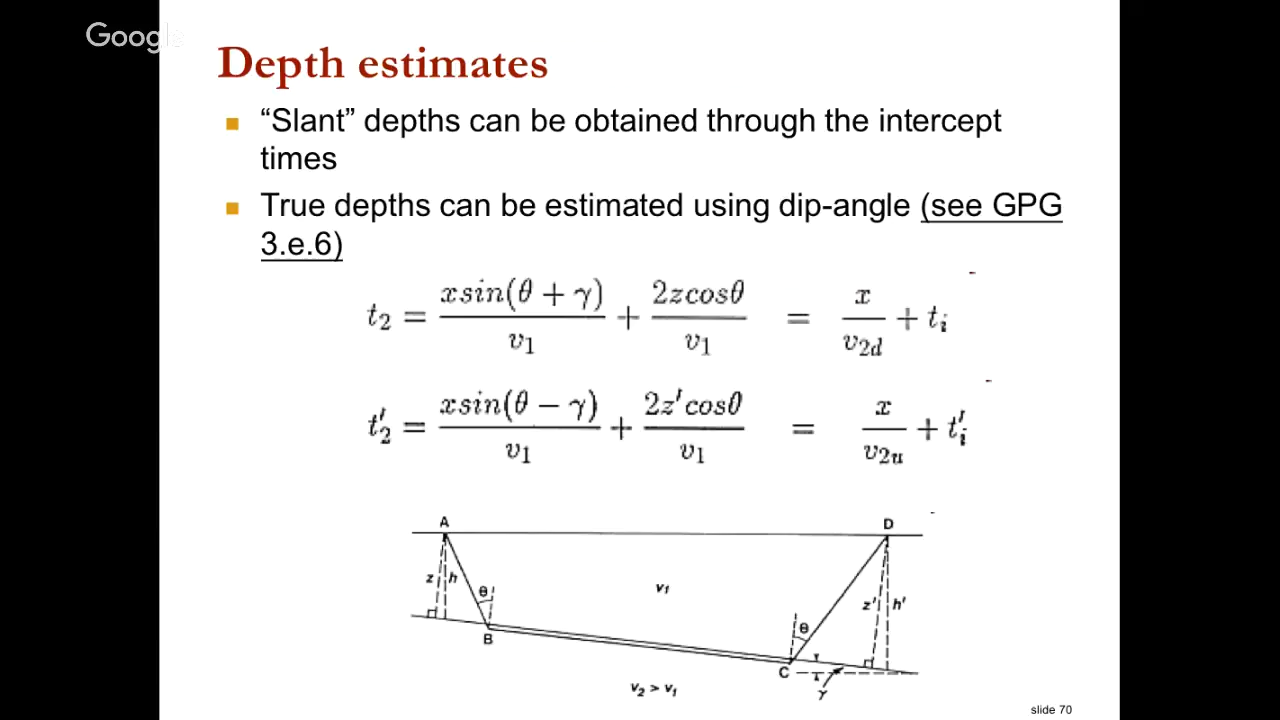 Google
Depth estimates
“Slant” depths can be obtained through the intercept
times
True depths can be estimated using dip-angle (see GPG
3.e.6)
t₂ = xsin(θ + γ)/v₁ + 2zcosθ/v₁ = x/v₂d + tᵢ
t′₂ = xsin(θ − γ)/v₁ + 2z′cosθ/v₁ = x/v₂u + t′ᵢ
A D
z h θ v₁ z' h'
B θ
C γ
v₂ > v₁
slide 70